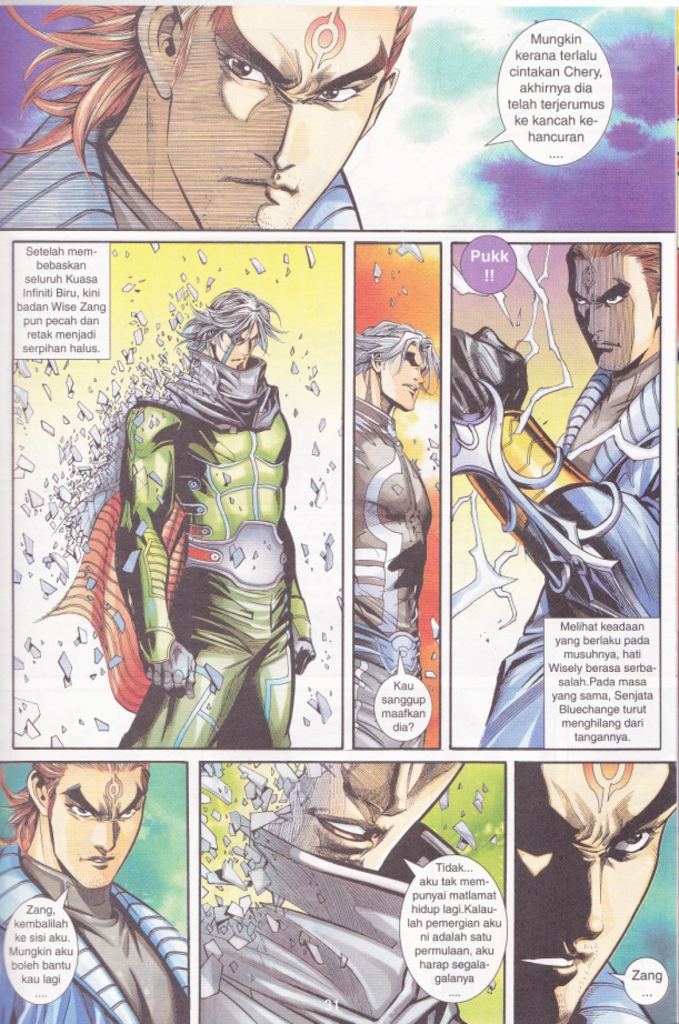 Mungkin
kerana terlalu
cintakan Chery,
akhirnya dia
telah terjerumus
ke kancah ke-
hancuran
....
Setelah mem-
bebaskan
seluruh Kuasa
Infiniti Biru, kini
badan Wise Zang
pun pecah dan
retak menjadi
serpihan halus.
Kau
sanggup
maafkan
dia?
Pukk
!!
Melihat keadaan
yang berlaku pada
musuhnya, hati
Wisely berasa serba-
salah.Pada masa
yang sama, Senjata
Bluechange turut
menghilang dari
tangannya.
Zang,
kembalilah
ke sisi aku.
Mungkin aku
boleh bantu
kau lagi
....
Tidak...
aku tak mem-
punyai matlamat
hidup lagi.Kalau-
lah pemergian aku
ni adalah satu
permulaan, aku
harap segala-
galanya
....
Zang
...
31